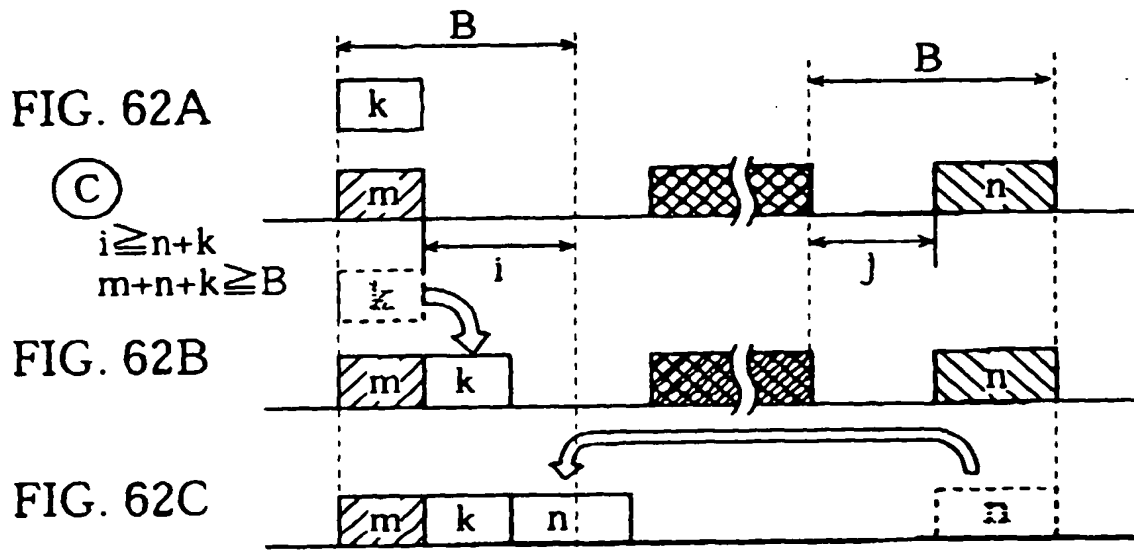 B
B
FIG. 62A
k
C
m
n
i≧n+k
i
j
m+n+k≧B
k
FIG. 62B
m k
n
FIG. 62C
m k n
n